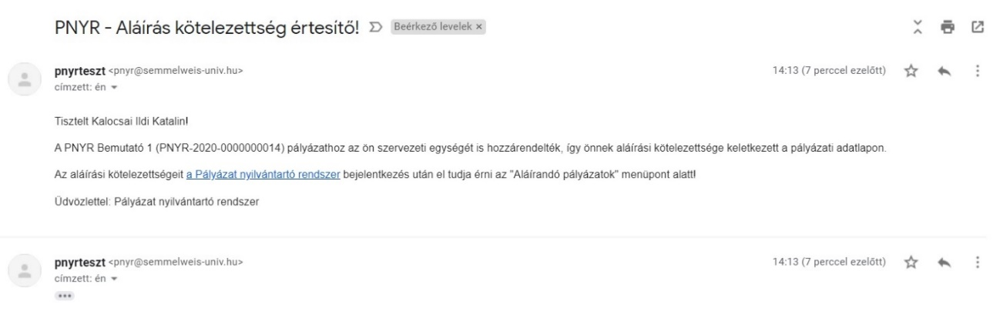 PNYR - Aláírás kötelezettség értesítő! Beérkező levelek ×
pnyrteszt <pnyr@semmelweis-univ.hu> 14:13 (7 perccel ezelőtt)
címzett: én
Tisztelt Kalocsai Ildi Katalin!
A PNYR Bemutató 1 (PNYR-2020-0000000014) pályázathoz az ön szervezeti egységét is hozzárendelték, így önnek aláírási kötelezettsége keletkezett a pályázati adatlapon.
Az aláírási kötelezettségeit a Pályázat nyilvántartó rendszer bejelentkezés után el tudja érni az "Aláírandó pályázatok" menüpont alatt!
Üdvözlettel: Pályázat nyilvántartó rendszer
pnyrteszt <pnyr@semmelweis-univ.hu> 14:13 (7 perccel ezelőtt)
címzett: én